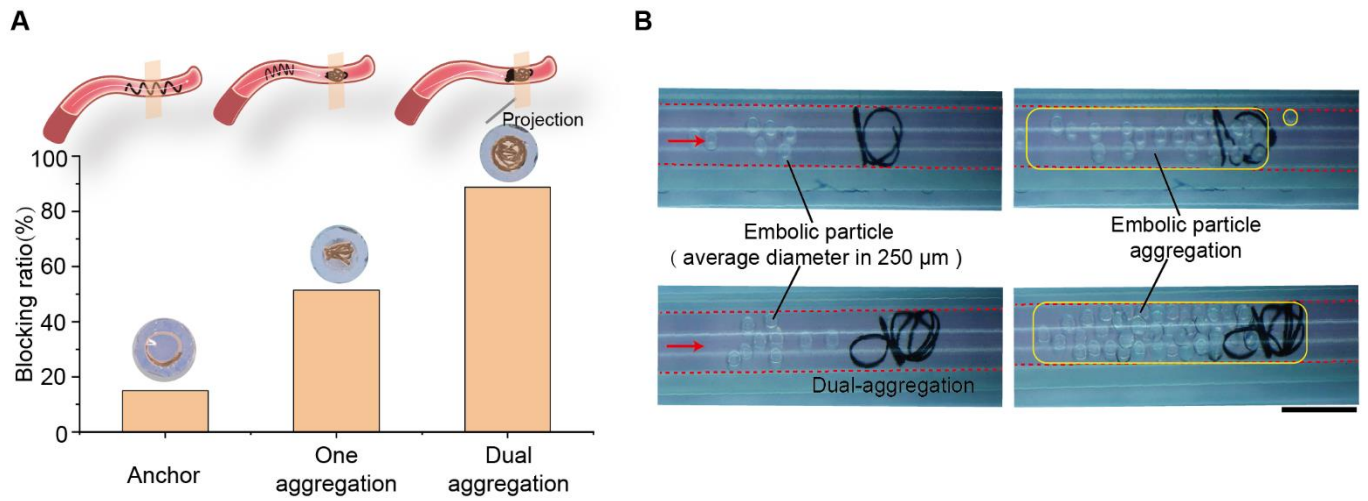 A
B
Projection
Blocking ratio(%)
100
80
60
40
20
0
Anchor
One
aggregation
Dual
aggregation
Embolic particle
( average diameter in 250 μm )
Embolic particle
aggregation
Dual-aggregation